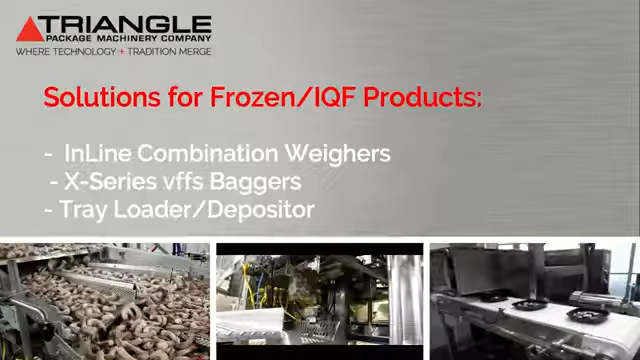 TRIANGLE
PACKAGE MACHINERY COMPANY
WHERE TECHNOLOGY + TRADITION MERGE
Solutions for Frozen/IQF Products:
- InLine Combination Weighers
- X-Series vffs Baggers
- Tray Loader/Depositor